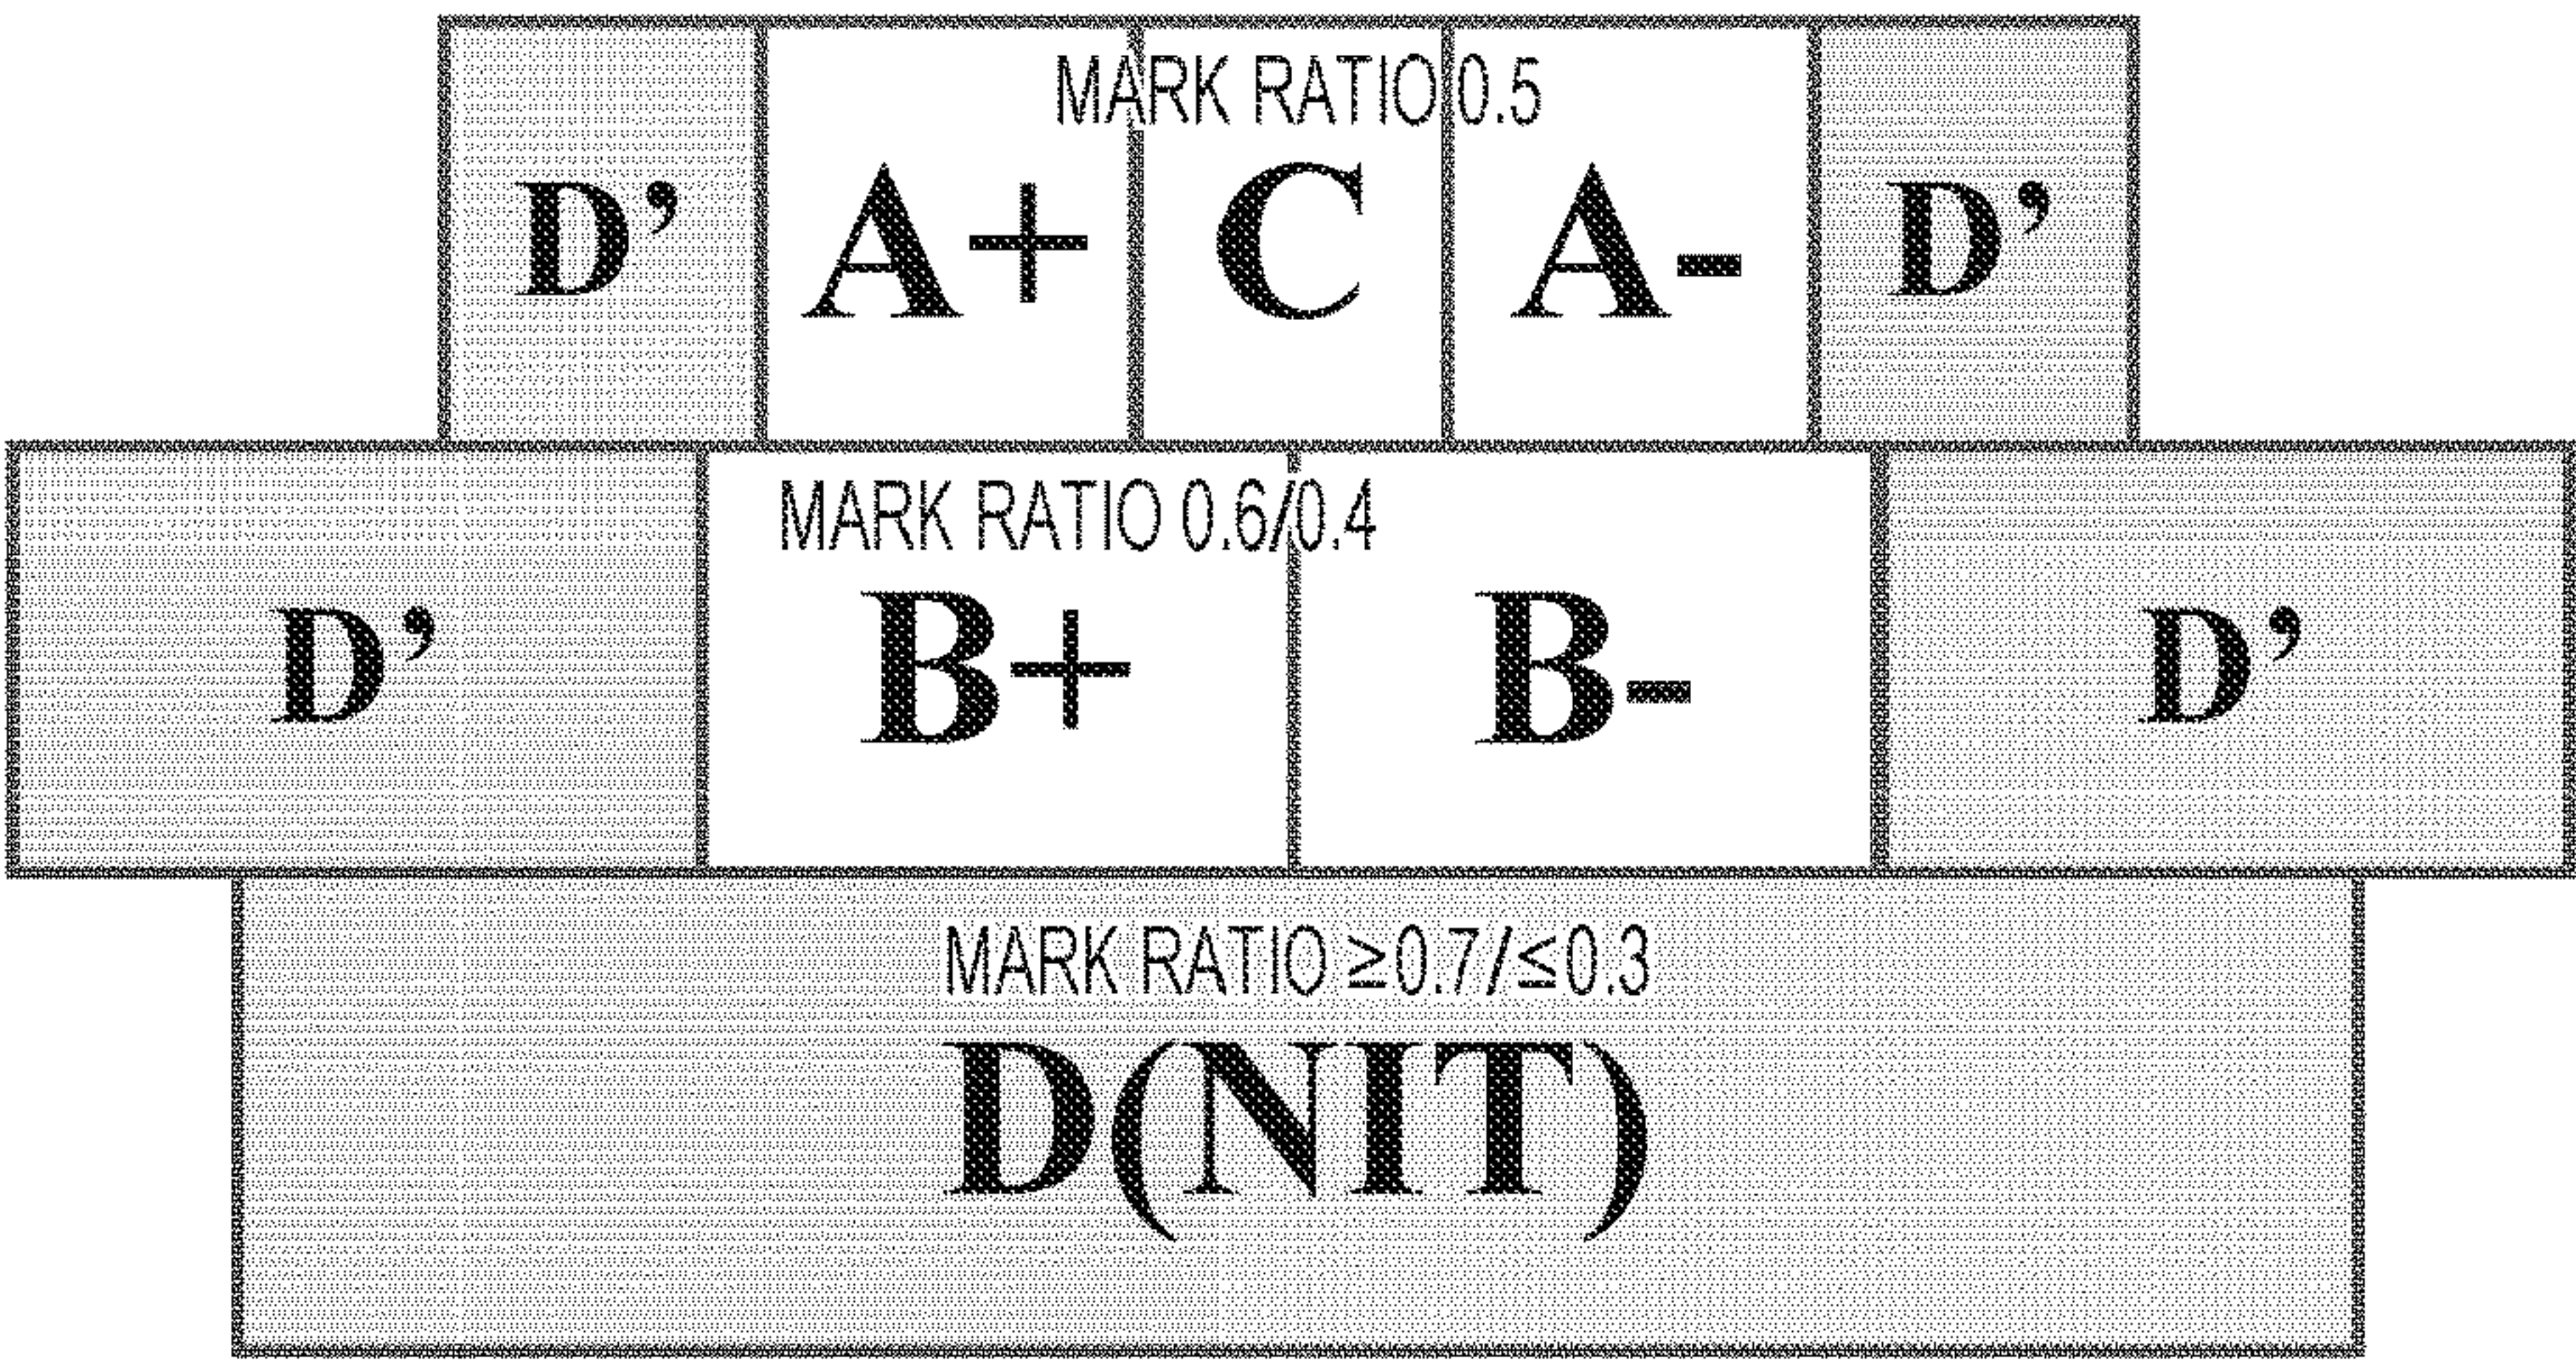 MARK RATIO 0.5
D’ A+ C A- D’
MARK RATIO 0.6/0.4
D’ B+ B- D’
MARK RATIO ≥0.7/≤0.3
D(NIT)